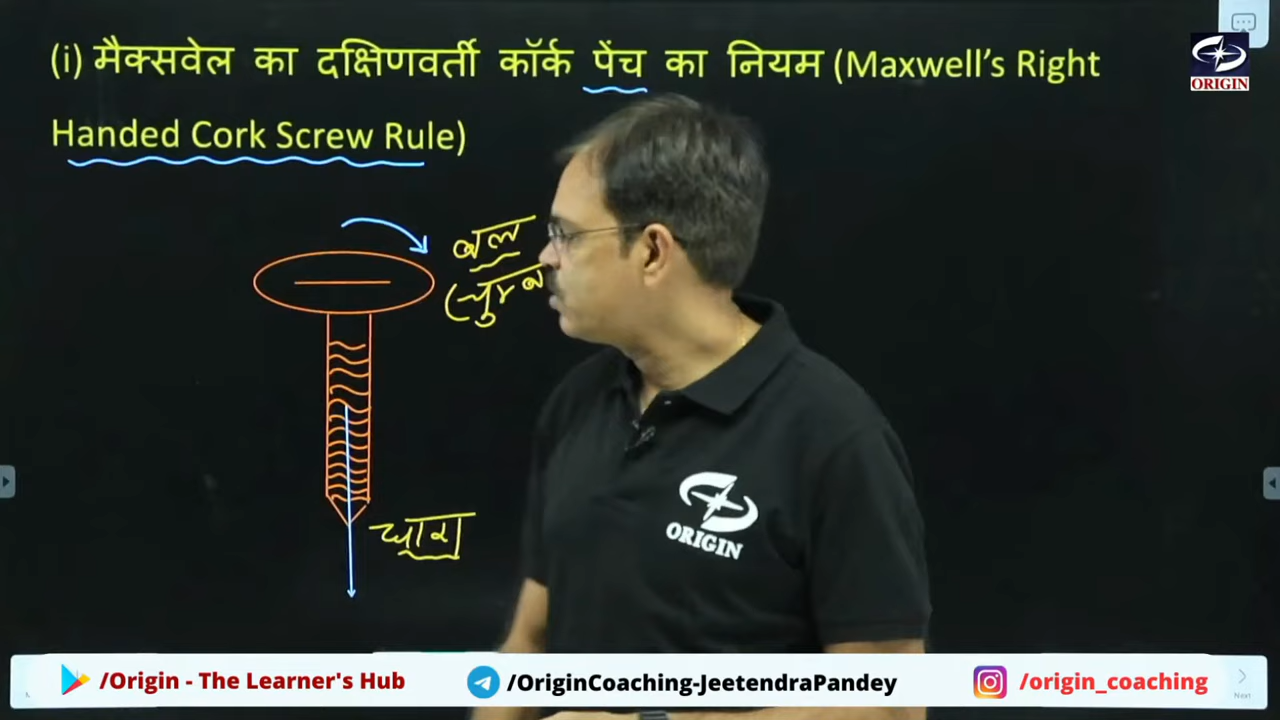 (i) मैक्सवेल का दक्षिणवर्ती कॉर्क पेंच का नियम (Maxwell's Right
Handed Cork Screw Rule)
ORIGIN
बल
धारा
ORIGIN
/Origin - The Learner's Hub
/OriginCoaching-JeetendraPandey
/origin_coaching
Next